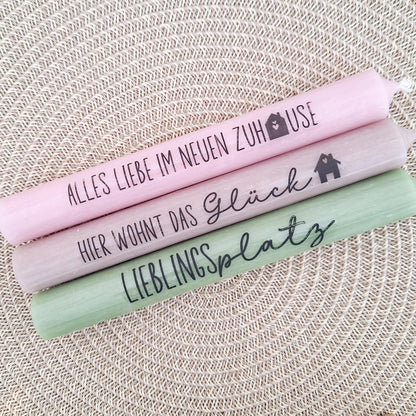 ALLES LIEBE IM NEUEN ZUHAUSE
HIER WOHNT DAS Glück
LIEBLINGSplatz